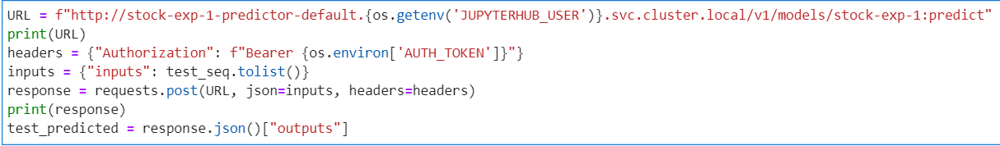 URL = f"http://stock-exp-1-predictor-default.{os.getenv('JUPYTERHUB_USER')}.svc.cluster.local/v1/models/stock-exp-1:predict"
print(URL)
headers = {"Authorization": f"Bearer {os.environ['AUTH_TOKEN']}"}
inputs = {"inputs": test_seq.tolist()}
response = requests.post(URL, json=inputs, headers=headers)
print(response)
test_predicted = response.json()["outputs"]